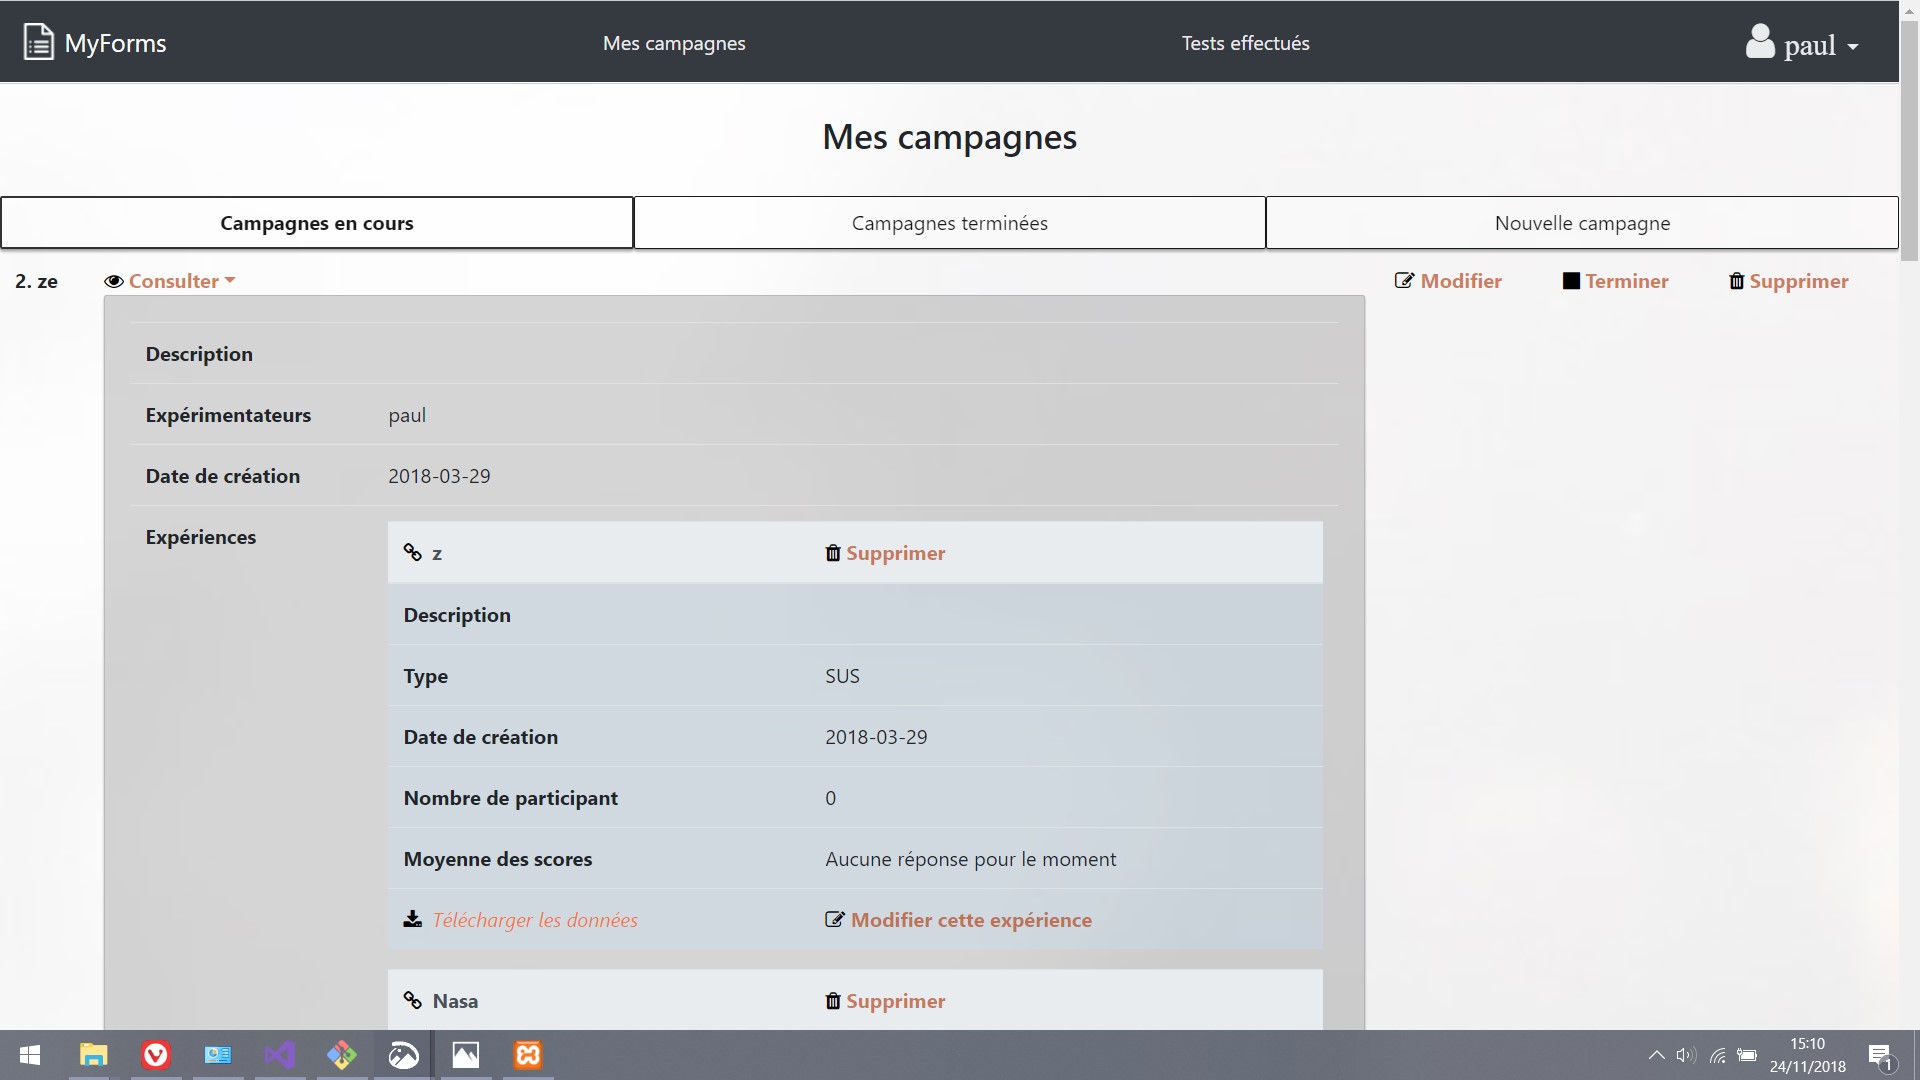 MyForms
Mes campagnes
Tests effectués
paul
Mes campagnes
Campagnes en cours
Campagnes terminées
Nouvelle campagne
2. ze
Consulter
Modifier
Terminer
Supprimer
Description
Expérimentateurs paul
Date de création 2018-03-29
Expériences
z Supprimer
Description
Type SUS
Date de création 2018-03-29
Nombre de participant 0
Moyenne des scores Aucune réponse pour le moment
Télécharger les données Modifier cette expérience
Nasa Supprimer
15:10
24/11/2018
1